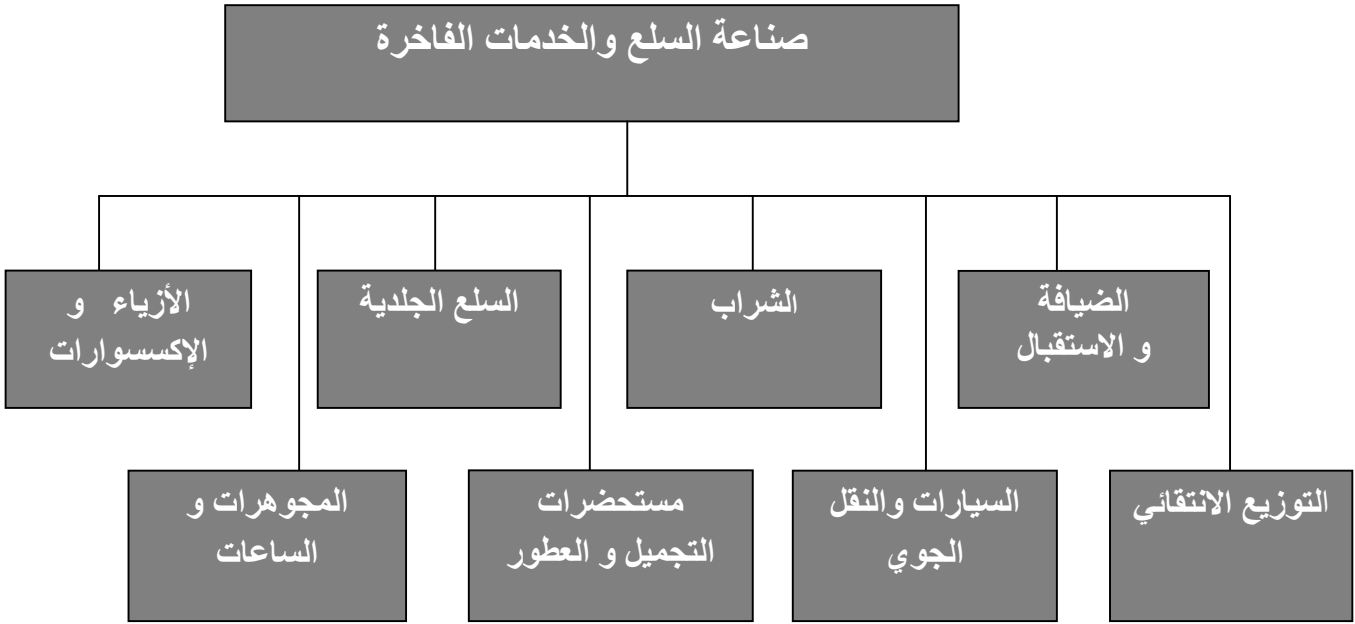 صناعة السلع والخدمات الفاخرة
الضيافة
و الاستقبال
الشراب
السلع الجلدية
الأزياء و
الإكسسوارات
التوزيع الانتقائي
السيارات والنقل
الجوي
مستحضرات
التجميل و العطور
المجوهرات و
الساعات